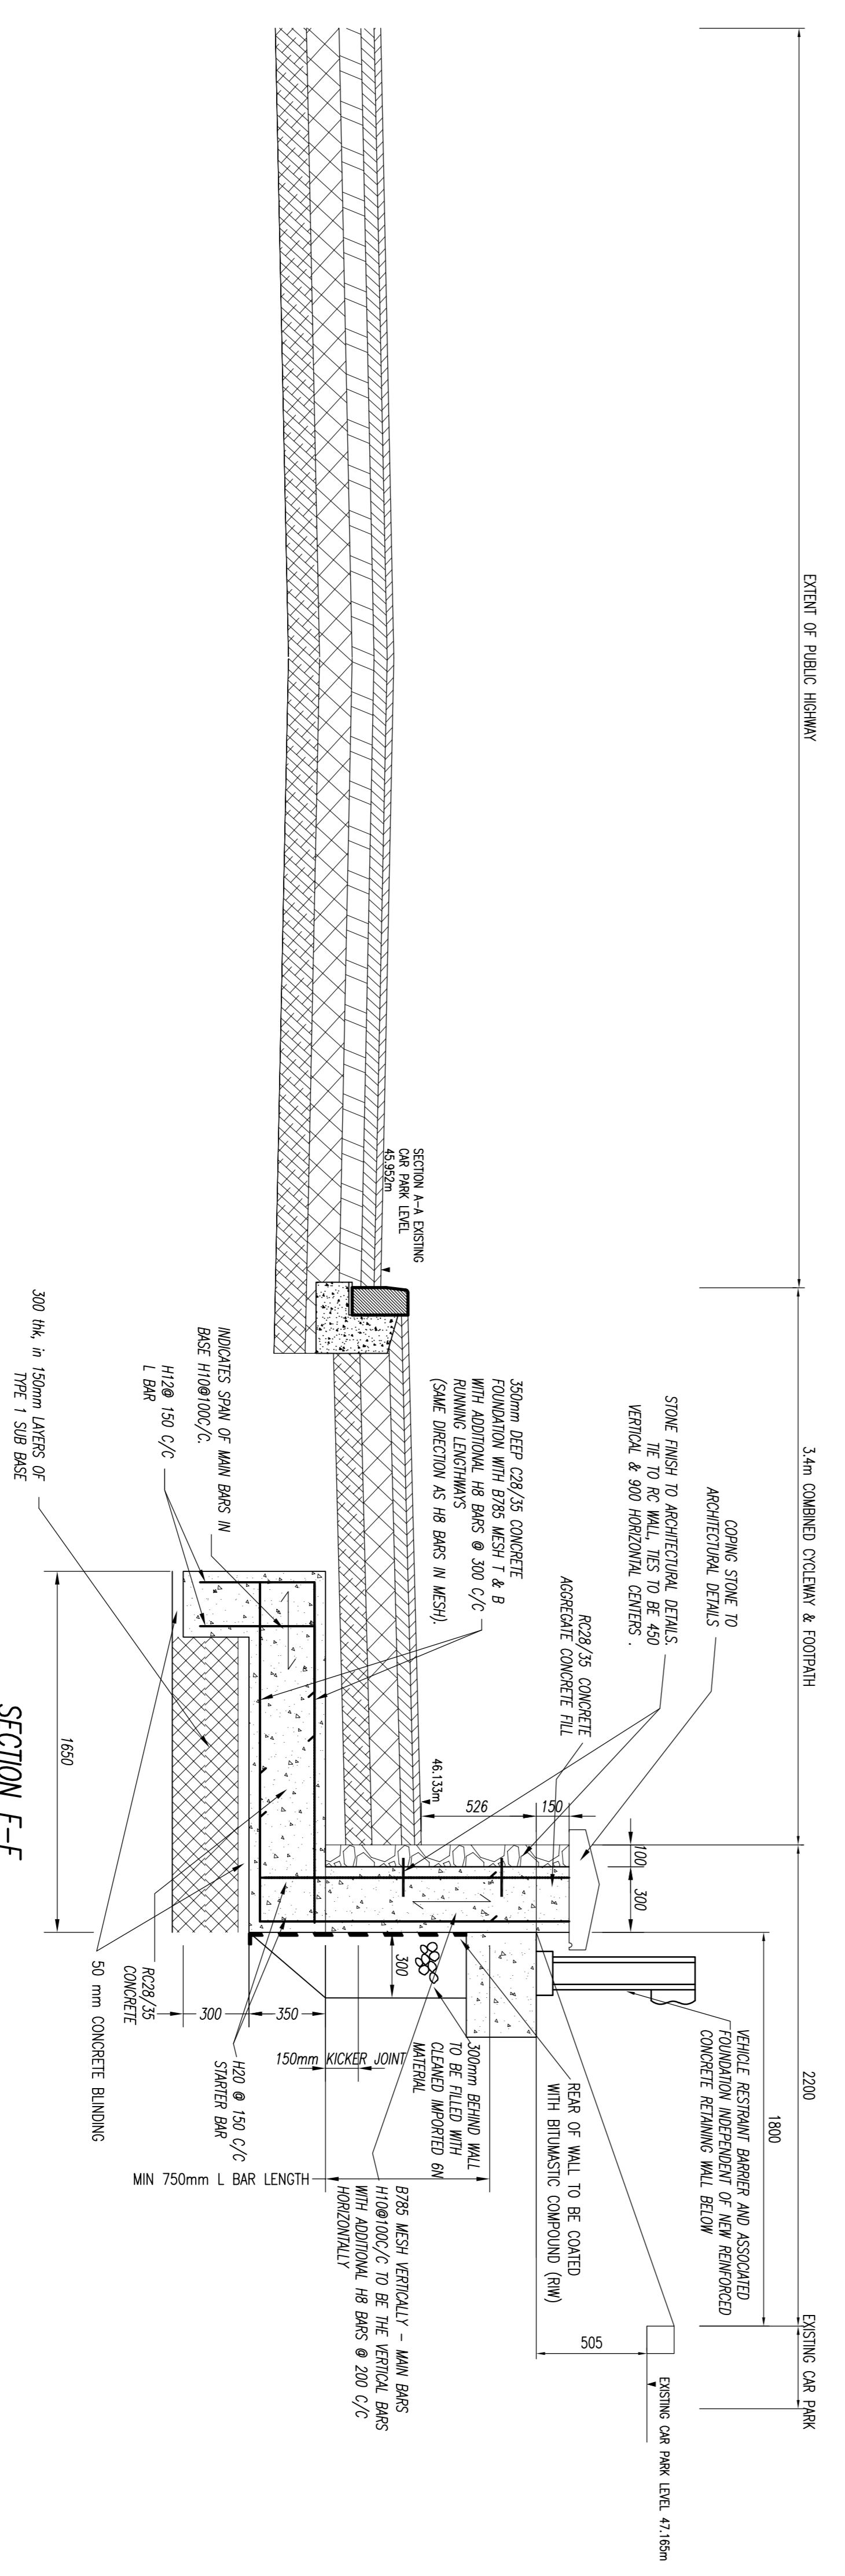 EXTENT OF PUBLIC HIGHWAY
3.4m COMBINED CYCLEWAY & FOOTPATH
2200
EXISTING CAR PARK
1800
COPING STONE TO
ARCHITECTURAL DETAILS
STONE FINISH TO ARCHITECTURAL DETAILS.
TIE TO RC WALL, TIES TO BE 450
VERTICAL & 900 HORIZONTAL CENTERS .
RC28/35 CONCRETE
AGGREGATE CONCRETE FILL
350mm DEEP C28/35 CONCRETE
FOUNDATION WITH B785 MESH T & B
WITH ADDITIONAL H8 BARS @ 300 C/C
RUNNING LENGTHWAYS
(SAME DIRECTION AS H8 BARS IN MESH).
SECTION A-A EXISTING
CAR PARK LEVEL
45.952m
46.133m
526
150
100
300
VEHICLE RESTRAINT BARRIER AND ASSOCIATED
FOUNDATION INDEPENDENT OF NEW REINFORCED
CONCRETE RETAINING WALL BELOW
EXISTING CAR PARK LEVEL 47.165m
505
REAR OF WALL TO BE COATED
WITH BITUMASTIC COMPOUND (RIW)
300mm BEHIND WALL
TO BE FILLED WITH
CLEANED IMPORTED 6N
MATERIAL
300
B785 MESH VERTICALLY - MAIN BARS
H10@100C/C TO BE THE VERTICAL BARS
WITH ADDITIONAL H8 BARS @ 200 C/C
HORIZONTALLY
150mm KICKER JOINT
MIN 750mm L BAR LENGTH
INDICATES SPAN OF MAIN BARS IN
BASE H10@100C/C.
H12@ 150 C/C
L BAR
300 thk, in 150mm LAYERS OF
TYPE 1 SUB BASE
H20 @ 150 C/C
STARTER BAR
350
300
RC28/35
CONCRETE
50 mm CONCRETE BLINDING
1650
SECTION F-F